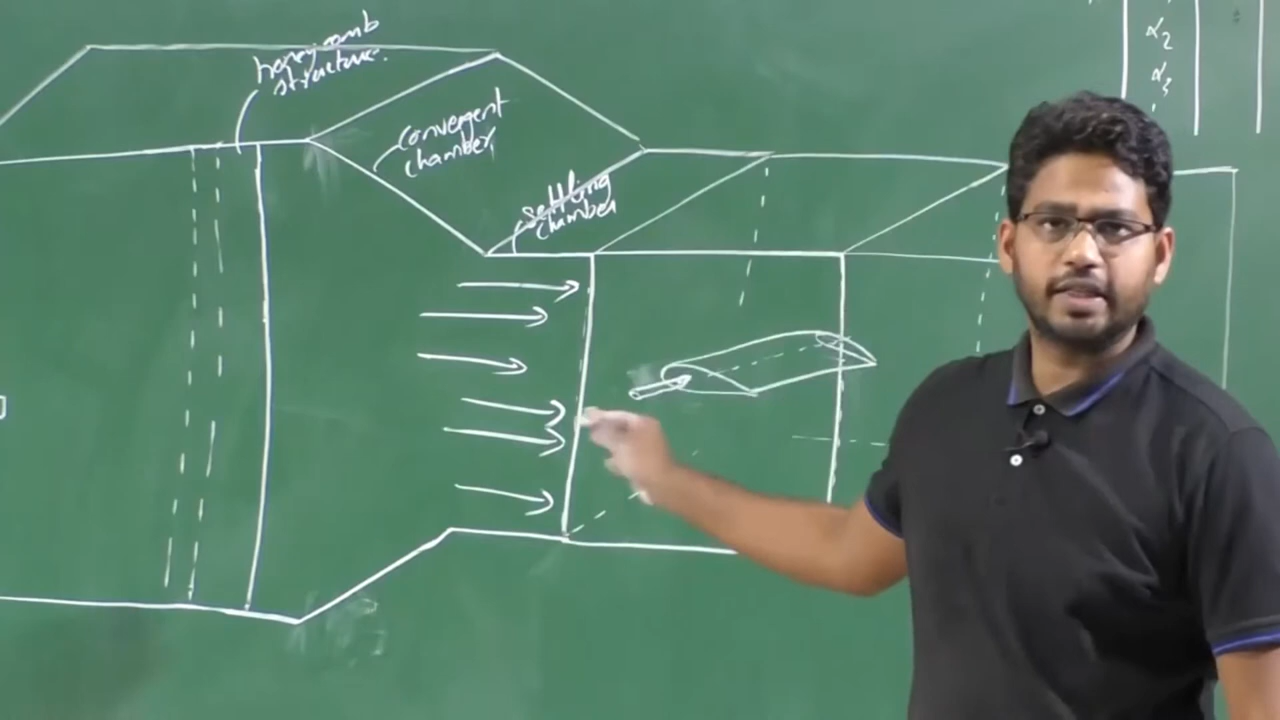 honeycomb
structure.
convergent
chamber.
settling
chamber
α2
α3